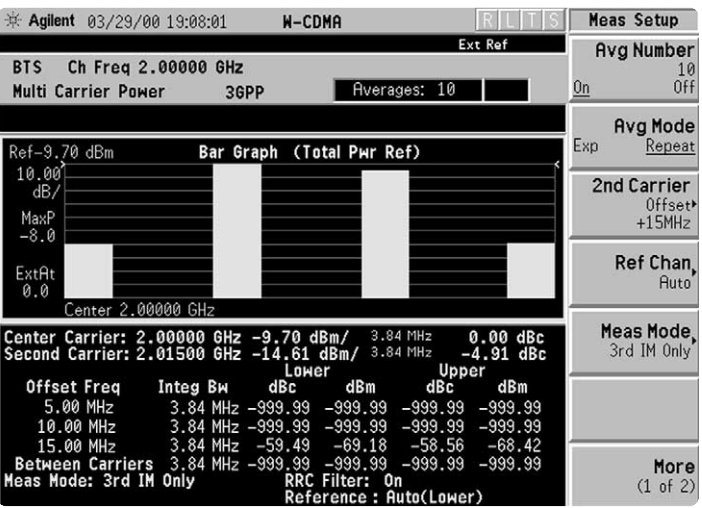 Agilent 03/29/00 19:08:01 W-CDMA R L T S Meas Setup
Ext Ref
BTS Ch Freq 2.00000 GHz
Multi Carrier Power 3GPP Averages: 10
Avg Number
10
On Off
Avg Mode
Exp Repeat
2nd Carrier
Offset
+15MHz
Ref Chan
Auto
Meas Mode
3rd IM Only
More
(1 of 2)
Ref-9.70 dBm Bar Graph (Total Pwr Ref)
10.00
dB/
MaxP
-8.0
ExtAt
0.0
Center 2.00000 GHz
Center Carrier: 2.00000 GHz -9.70 dBm/ 3.84 MHz 0.00 dBc
Second Carrier: 2.01500 GHz -14.61 dBm/ 3.84 MHz -4.91 dBc
Lower Upper
Offset Freq Integ Bw dBc dBm dBc dBm
5.00 MHz 3.84 MHz -999.99 -999.99 -999.99 -999.99
10.00 MHz 3.84 MHz -999.99 -999.99 -999.99 -999.99
15.00 MHz 3.84 MHz -59.49 -69.18 -58.56 -68.42
Between Carriers 3.84 MHz -999.99 -999.99 -999.99 -999.99
Meas Mode: 3rd IM Only RRC Filter: On
Reference : Auto(Lower)